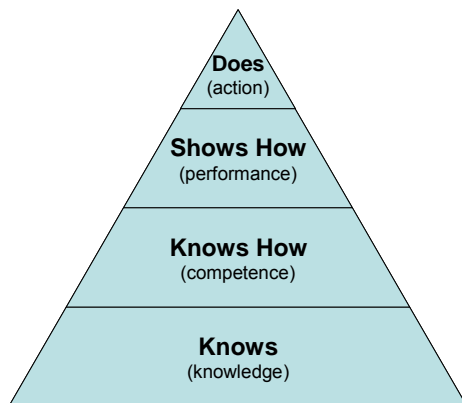 Does
(action)
Shows How
(performance)
Knows How
(competence)
Knows
(knowledge)